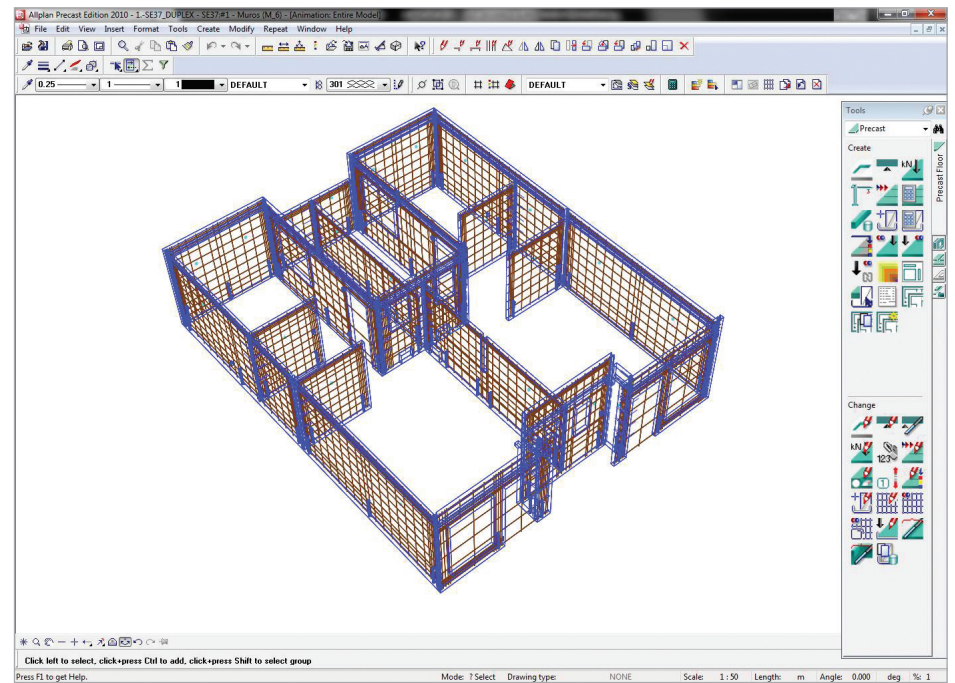 Allplan Precast Edition 2010 - 1.-SE37_DUPLEX - SE37:#1 - Muros (M_6) - [Animation: Entire Model]
File Edit View Insert Format Create Modify Repeat Window Help
0.25 1 1 DEFAULT 301 DEFAULT
Tools
Precast
Create
Precast Floor
kN
Change
kN 123
Click left to select, click+press Ctrl to add, click+press Shift to select group
Press F1 to get Help. Mode: ? Select Drawing type: NONE Scale: 1 : 50 Length: m Angle: 0.000 deg %: 1